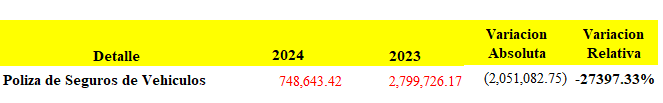 Detalle 2024 2023 Variacion Absoluta Variacion Relativa
Poliza de Seguros de Vehiculos 748,643.42 2,799,726.17 (2,051,082.75) -27397.33%